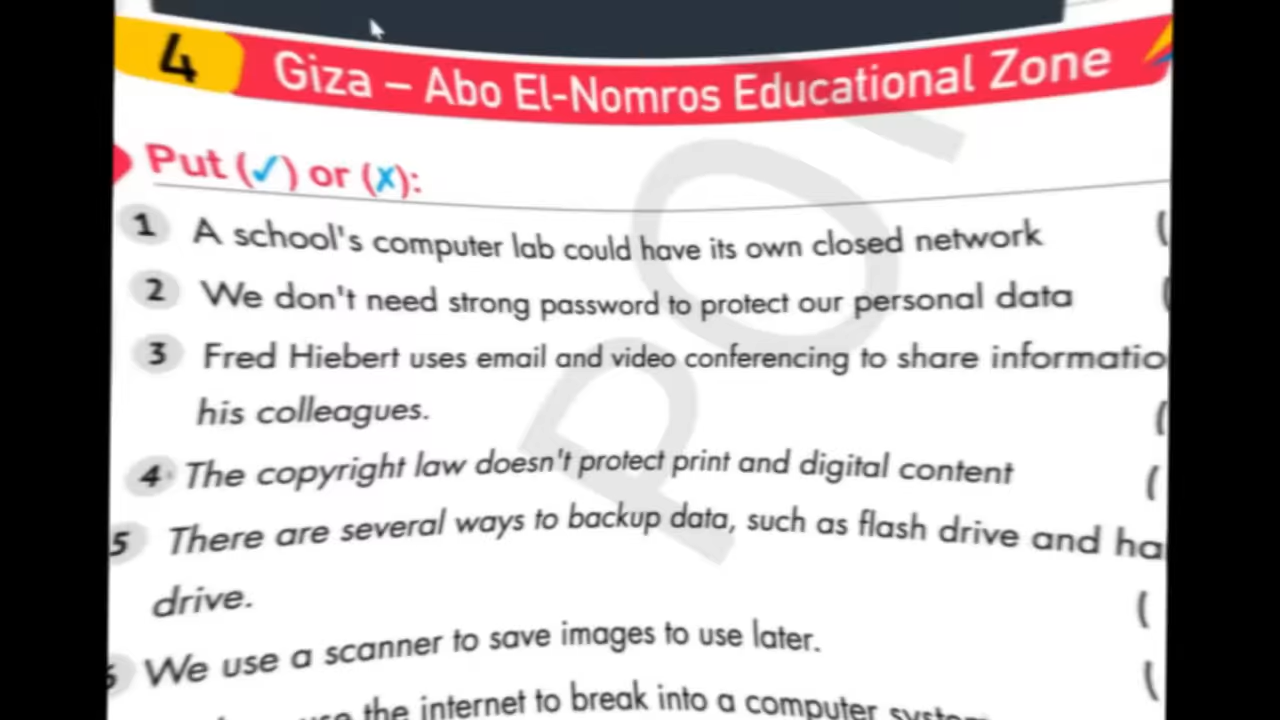 4 Giza – Abo El-Nomros Educational Zone
Put (✓) or (✗):
1 A school's computer lab could have its own closed network (
2 We don't need strong password to protect our personal data (
3 Fred Hiebert uses email and video conferencing to share informatio
his colleagues. (
4 The copyright law doesn't protect print and digital content (
5 There are several ways to backup data, such as flash drive and ha
drive. (
6 We use a scanner to save images to use later. (
the internet to break into a computer system